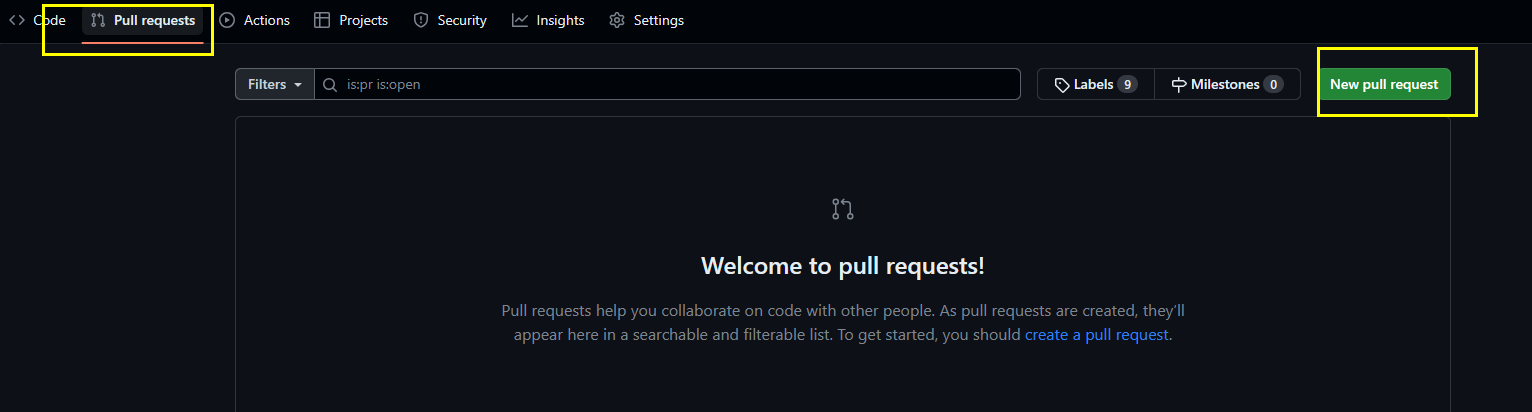 Code Pull requests Actions Projects Security Insights Settings
Filters is:pr is:open Labels 9 Milestones 0 New pull request
Welcome to pull requests!
Pull requests help you collaborate on code with other people. As pull requests are created, they’ll
appear here in a searchable and filterable list. To get started, you should create a pull request.